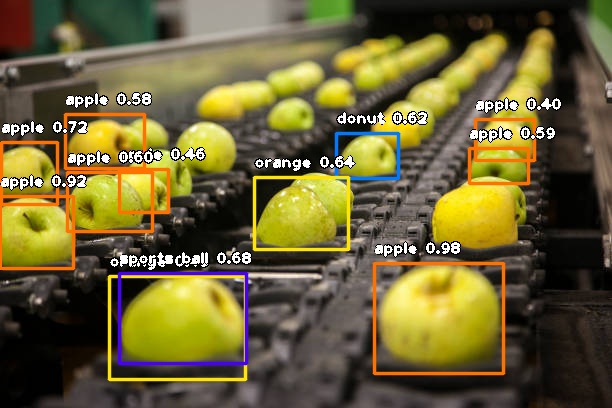 apple 0.58
donut 0.62
apple 0.40
apple 0.72
apple 0.59
apple 0.60
0.46
orange 0.64
apple 0.92
sports ball 0.68
apple 0.98